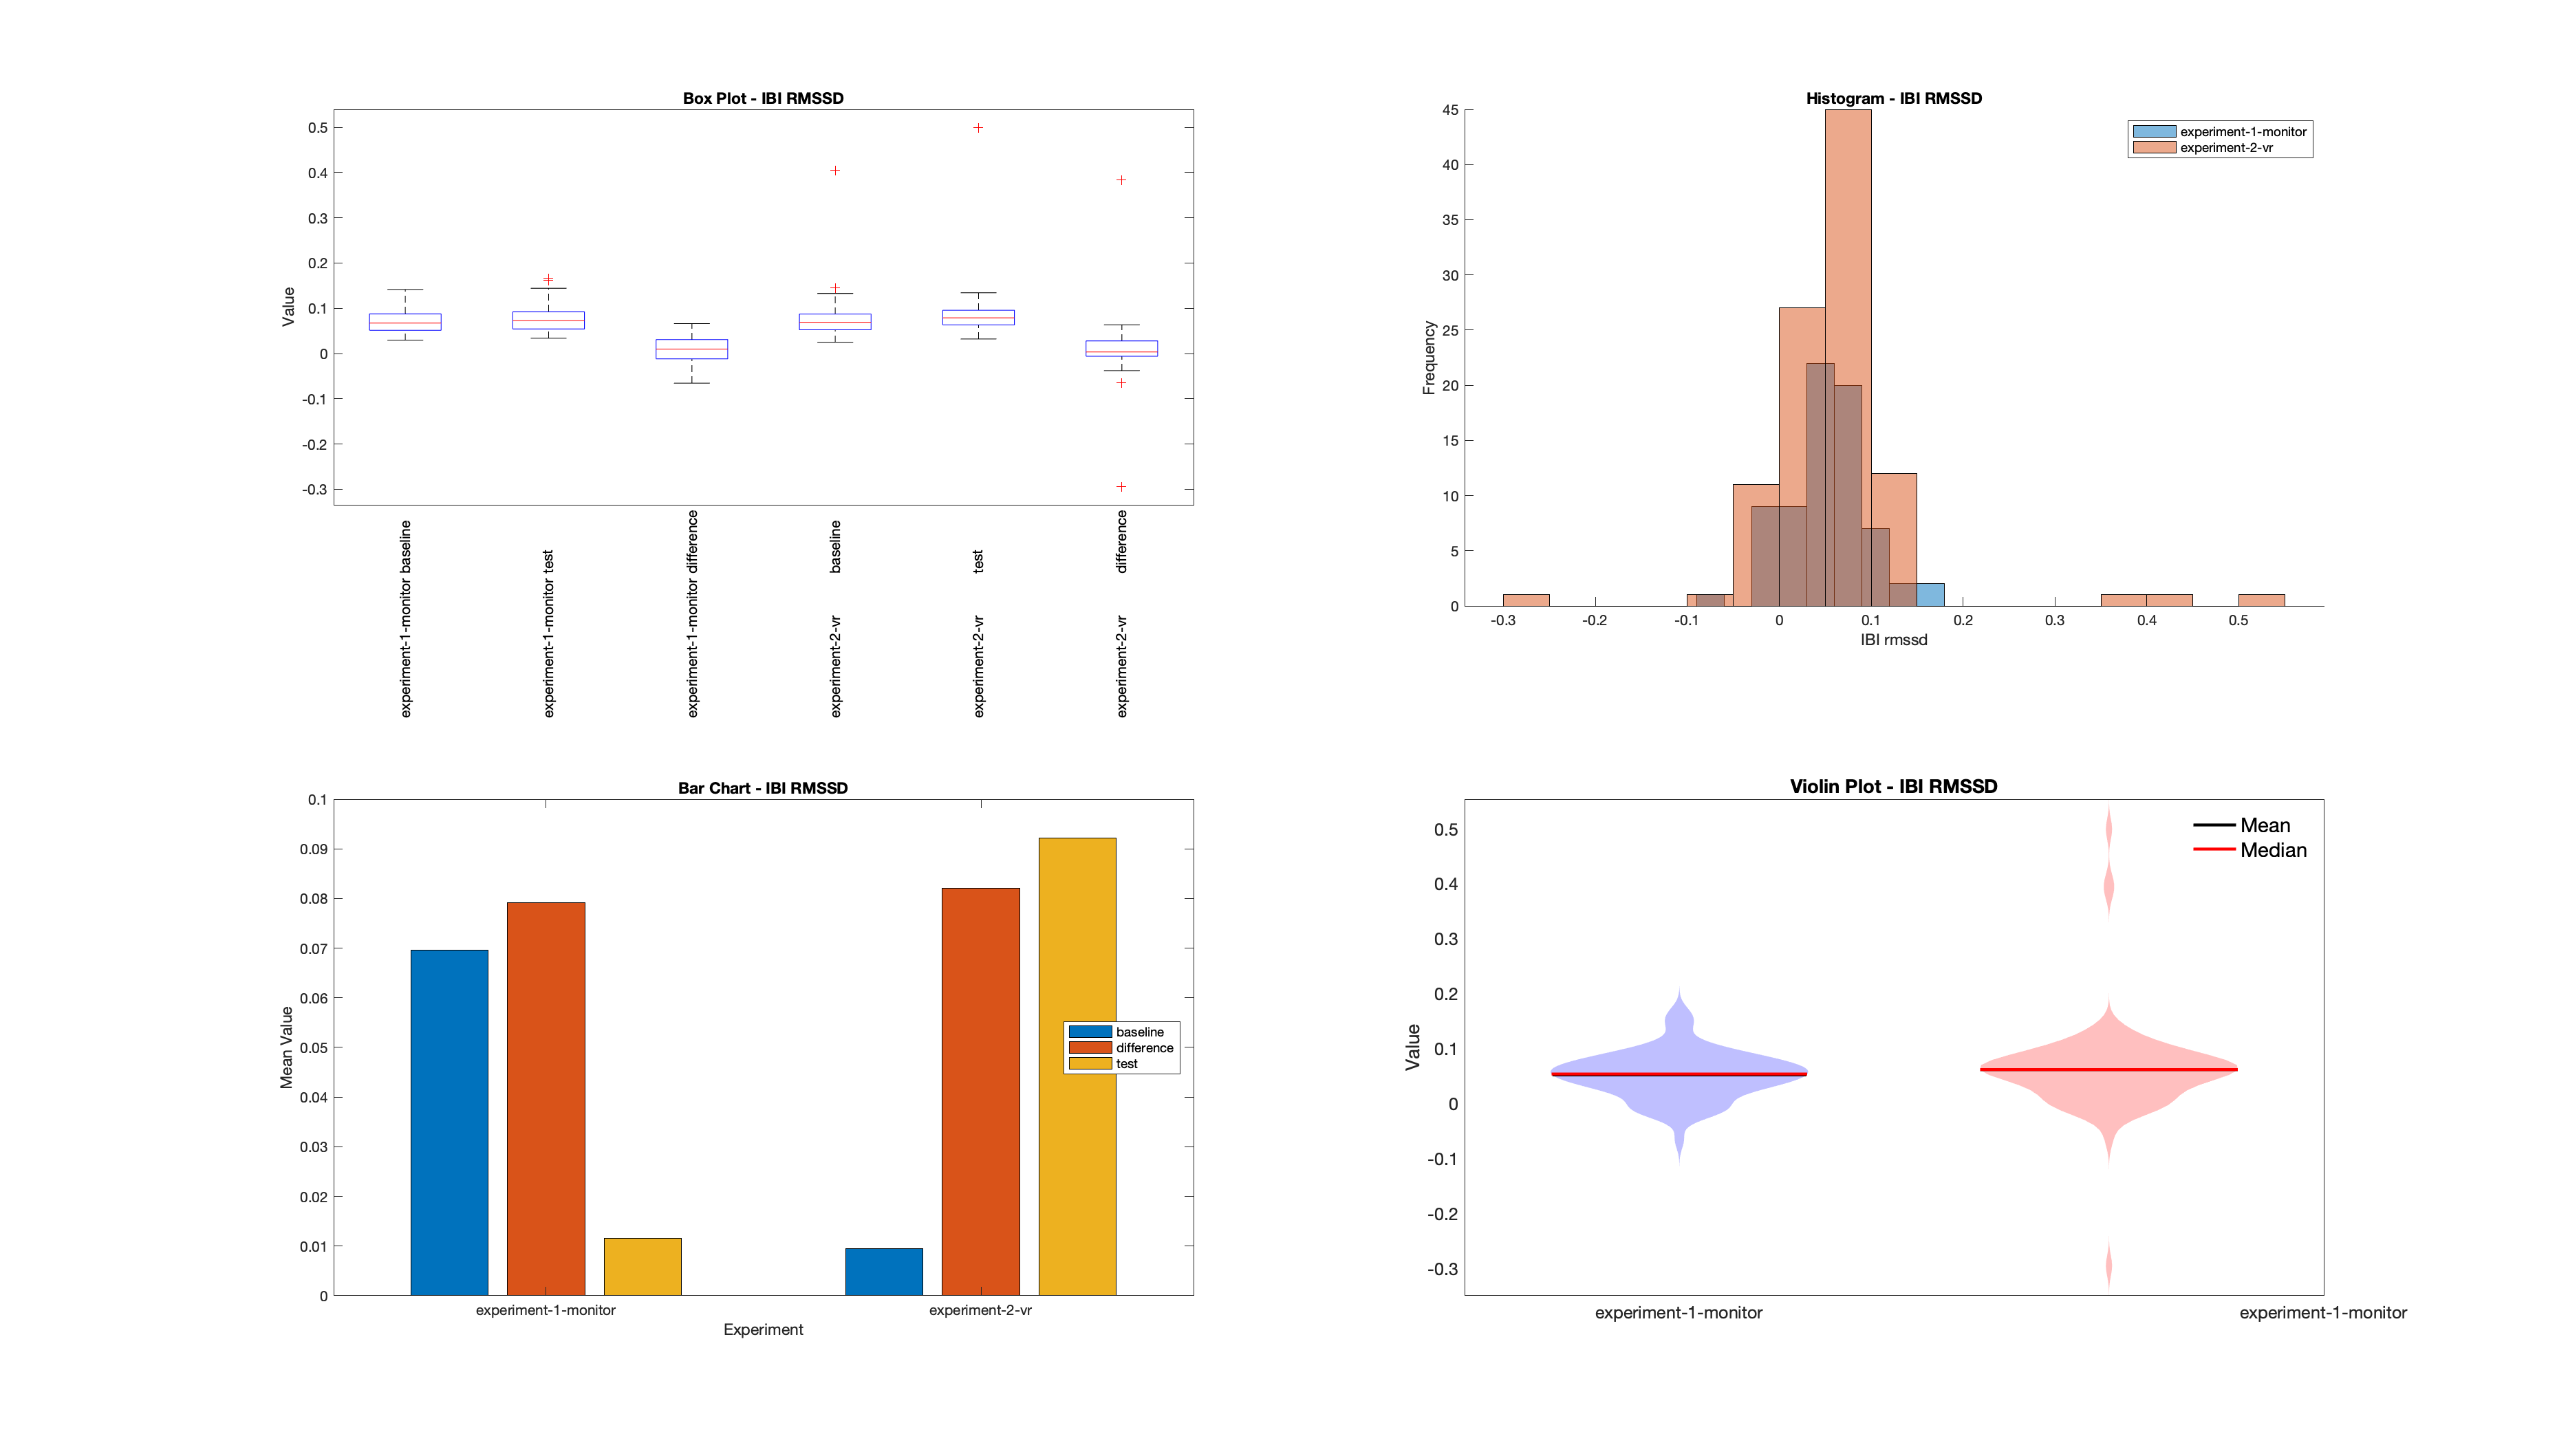 Box Plot - IBI RMSSD
0.5
0.4
0.3
0.2
0.1
0
-0.1
-0.2
-0.3
Value
experiment-1-monitor baseline
experiment-1-monitor test
experiment-1-monitor difference
experiment-2-vr baseline
experiment-2-vr test
experiment-2-vr difference
Histogram - IBI RMSSD
45
40
35
30
25
20
15
10
5
0
Frequency
experiment-1-monitor
experiment-2-vr
-0.3 -0.2 -0.1 0 0.1 0.2 0.3 0.4 0.5
IBI rmssd
Bar Chart - IBI RMSSD
0.1
0.09
0.08
0.07
0.06
0.05
0.04
0.03
0.02
0.01
0
Mean Value
baseline
difference
test
experiment-1-monitor experiment-2-vr
Experiment
Violin Plot - IBI RMSSD
0.5
0.4
0.3
0.2
0.1
0
-0.1
-0.2
-0.3
Value
Mean
Median
experiment-1-monitor experiment-1-monitor